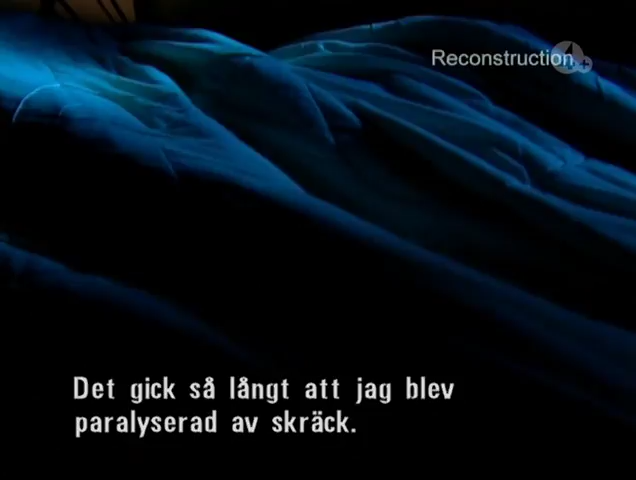 Reconstruction
Det gick så långt att jag blev
paralyserad av skräck.